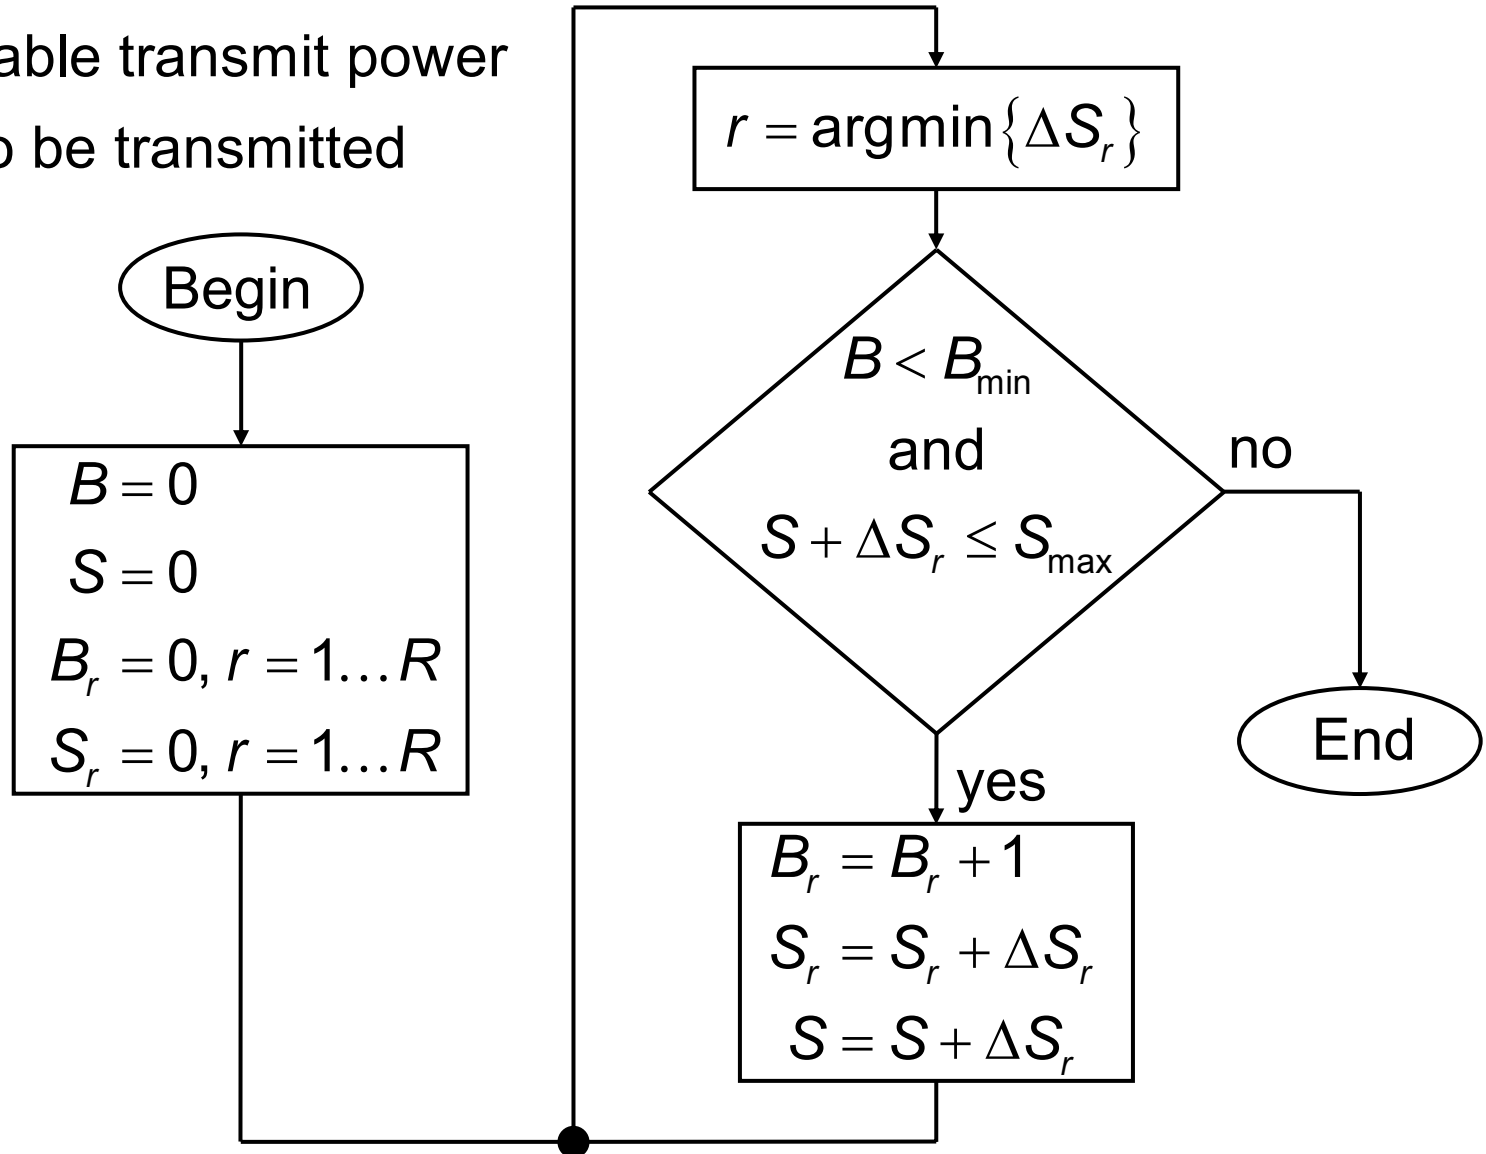 transmit power
be transmitted
Begin
B = 0
S = 0
B_r = 0, r = 1…R
S_r = 0, r = 1…R
r = argmin{ΔS_r}
B < B_min
and
S + ΔS_r ≤ S_max
no
End
yes
B_r = B_r + 1
S_r = S_r + ΔS_r
S = S + ΔS_r